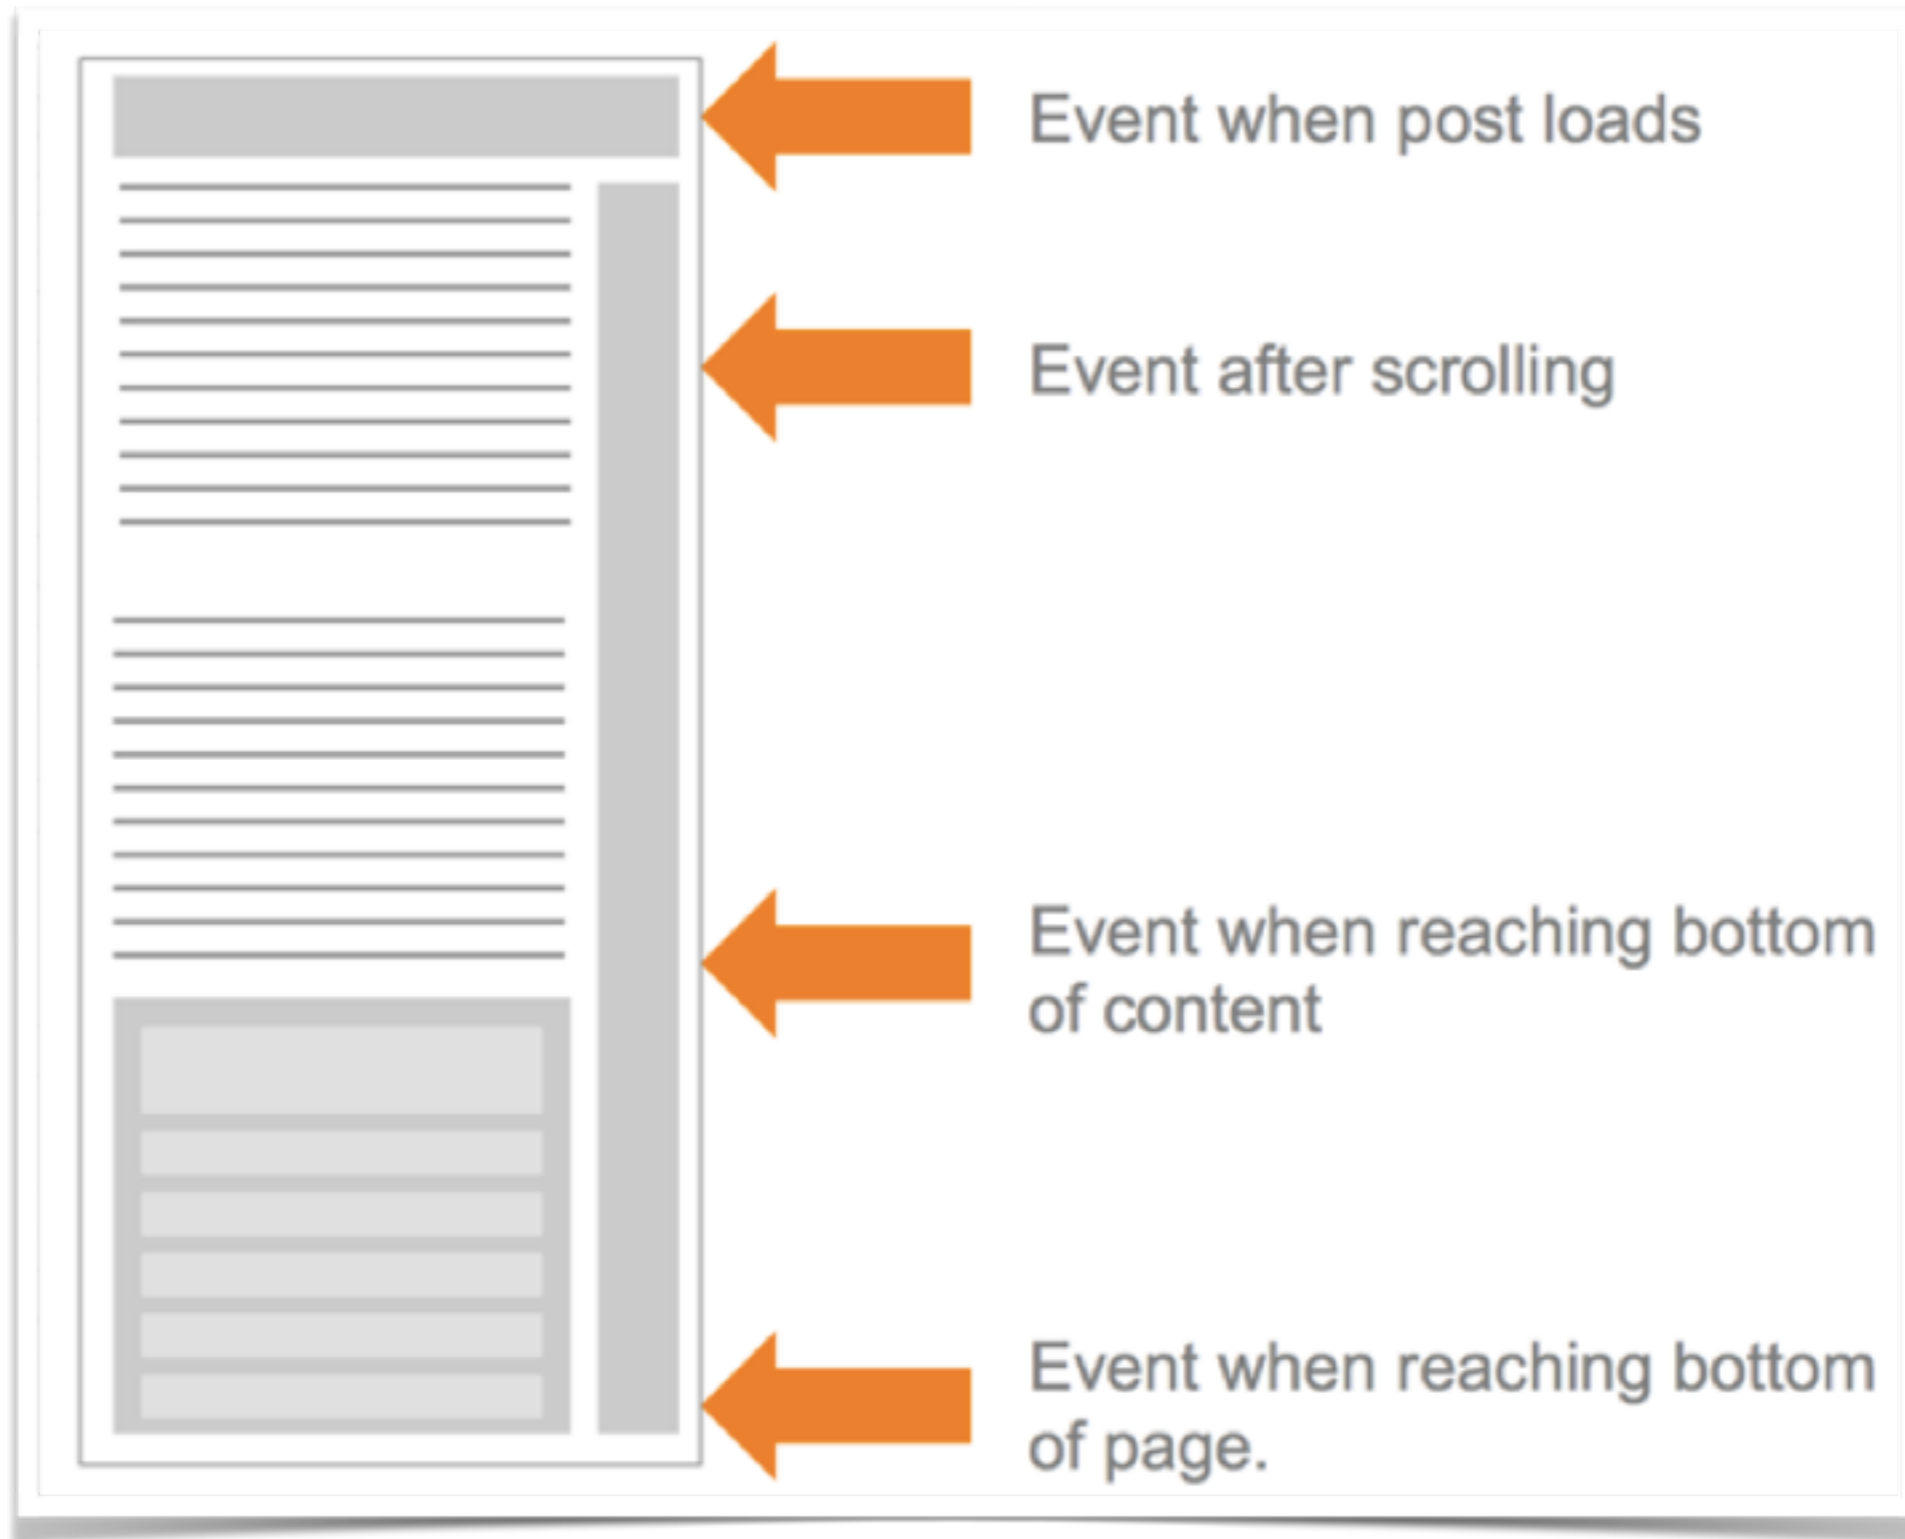 Event when post loads
Event after scrolling
Event when reaching bottom
of content
Event when reaching bottom
of page.